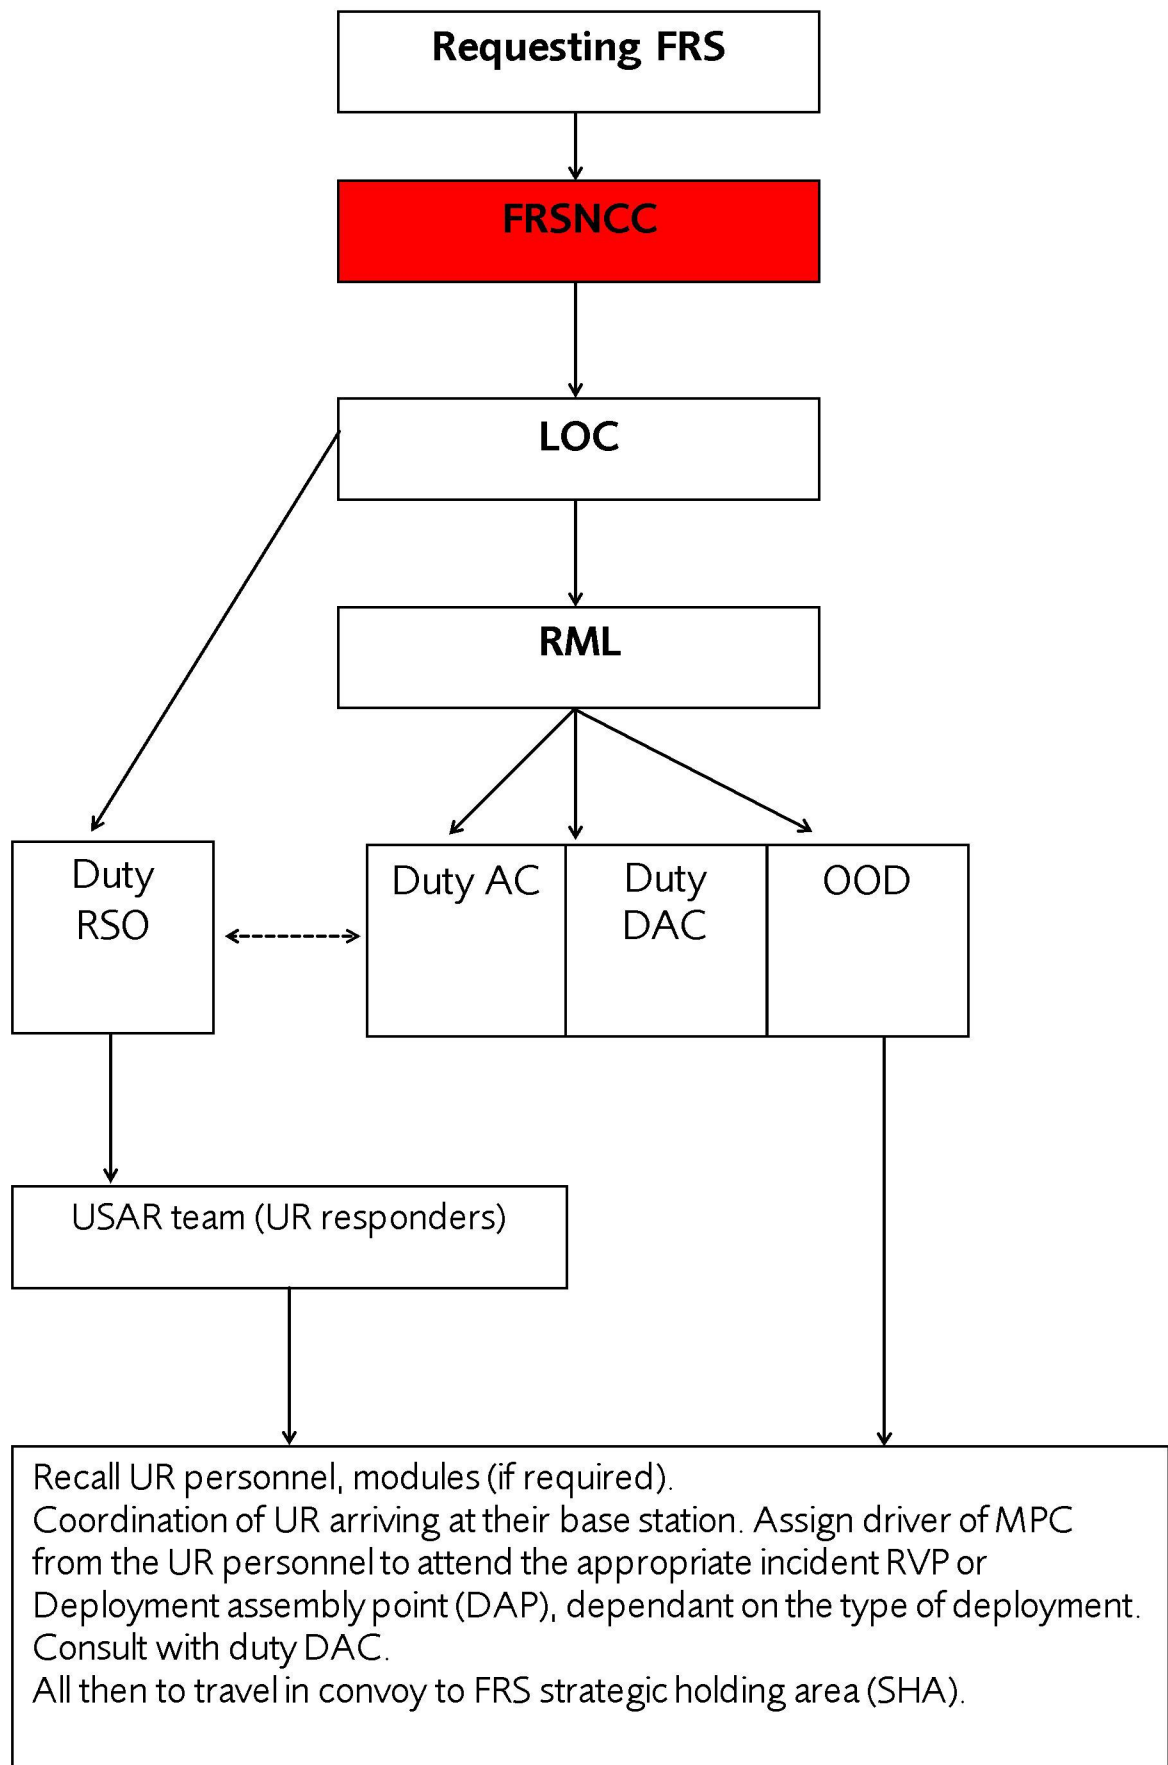 Requesting FRS
FRSNCC
LOC
RML
Duty
RSO
Duty AC
Duty
DAC
OOD
USAR team (UR responders)
Recall UR personnel, modules (if required).
Coordination of UR arriving at their base station. Assign driver of MPC
from the UR personnel to attend the appropriate incident RVP or
Deployment assembly point (DAP), dependant on the type of deployment.
Consult with duty DAC.
All then to travel in convoy to FRS strategic holding area (SHA).